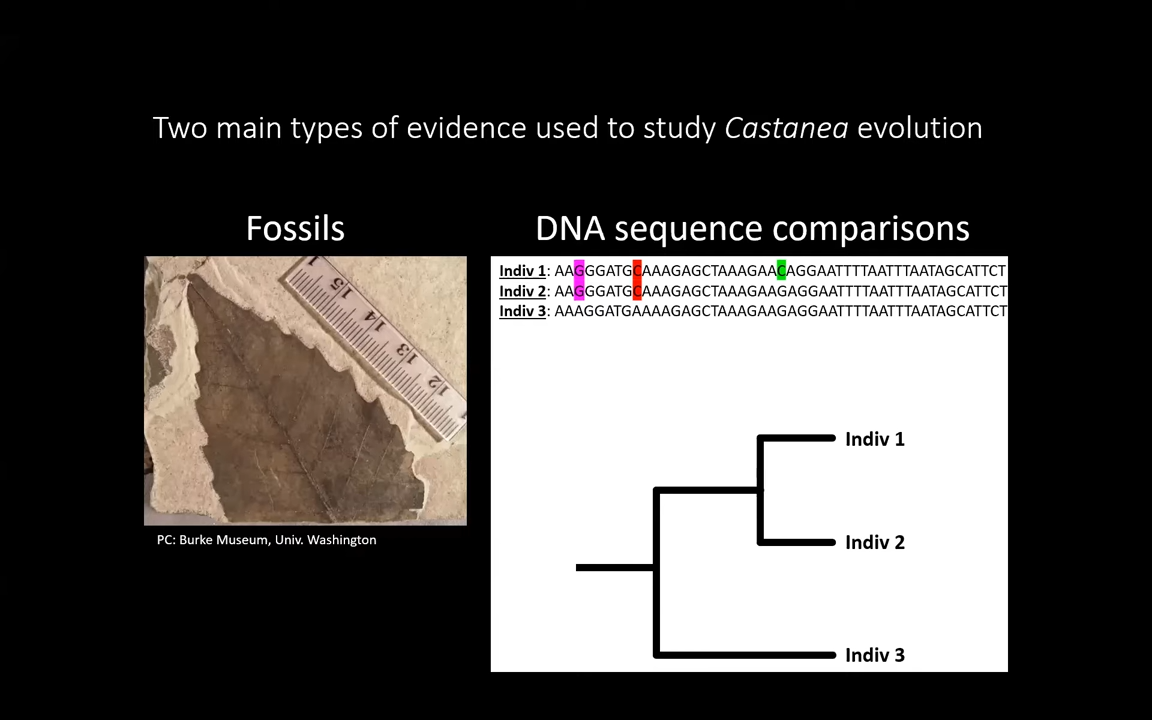 Two main types of evidence used to study Castanea evolution
Fossils
DNA sequence comparisons
1
15
14
13
12
PC: Burke Museum, Univ. Washington
Indiv 1: AAGGGATGCAAAGAGCTAAAGAACAGGAATTTTAATTTAATAGCATTCT
Indiv 2: AAGGGATGCAAAGAGCTAAAGAAGAGGAATTTTAATTTAATAGCATTCT
Indiv 3: AAAGGATGAAAAGAGCTAAAGAAGAGGAATTTTAATTTAATAGCATTCT
Indiv 1
Indiv 2
Indiv 3